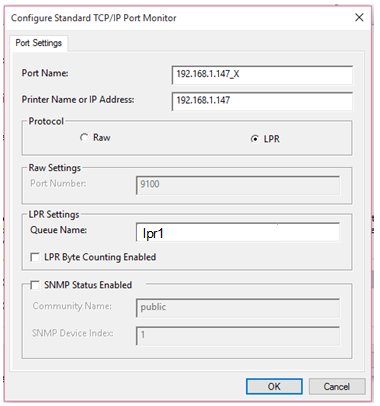 Configure Standard TCP/IP Port Monitor
Port Settings
Port Name: 192.168.1.147_X
Printer Name or IP Address: 192.168.1.147
Protocol
Raw LPR
Raw Settings
Port Number: 9100
LPR Settings
Queue Name: lpr1
LPR Byte Counting Enabled
SNMP Status Enabled
Community Name: public
SNMP Device Index: 1
OK Cancel